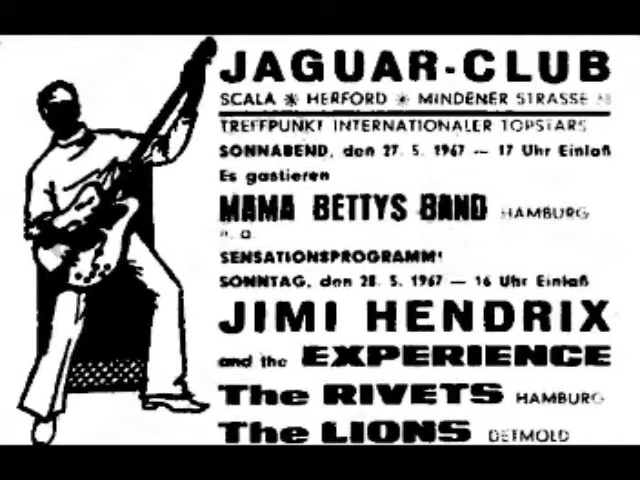 JAGUAR-CLUB
SCALA ✳ HERFORD ✳ MINDENER STRASSE
TREFFPUNKT INTERNATIONALER TOPSTARS
SONNABEND, den 27. 5. 1967 — 17 Uhr Einlaß
Es gastieren
MAMA BETTYS BAND HAMBURG
u. a.
SENSATIONSPROGRAMM!
SONNTAG, den 28. 5. 1967 — 16 Uhr Einlaß
JIMI HENDRIX
and the EXPERIENCE
The RIVETS HAMBURG
The LIONS DETMOLD